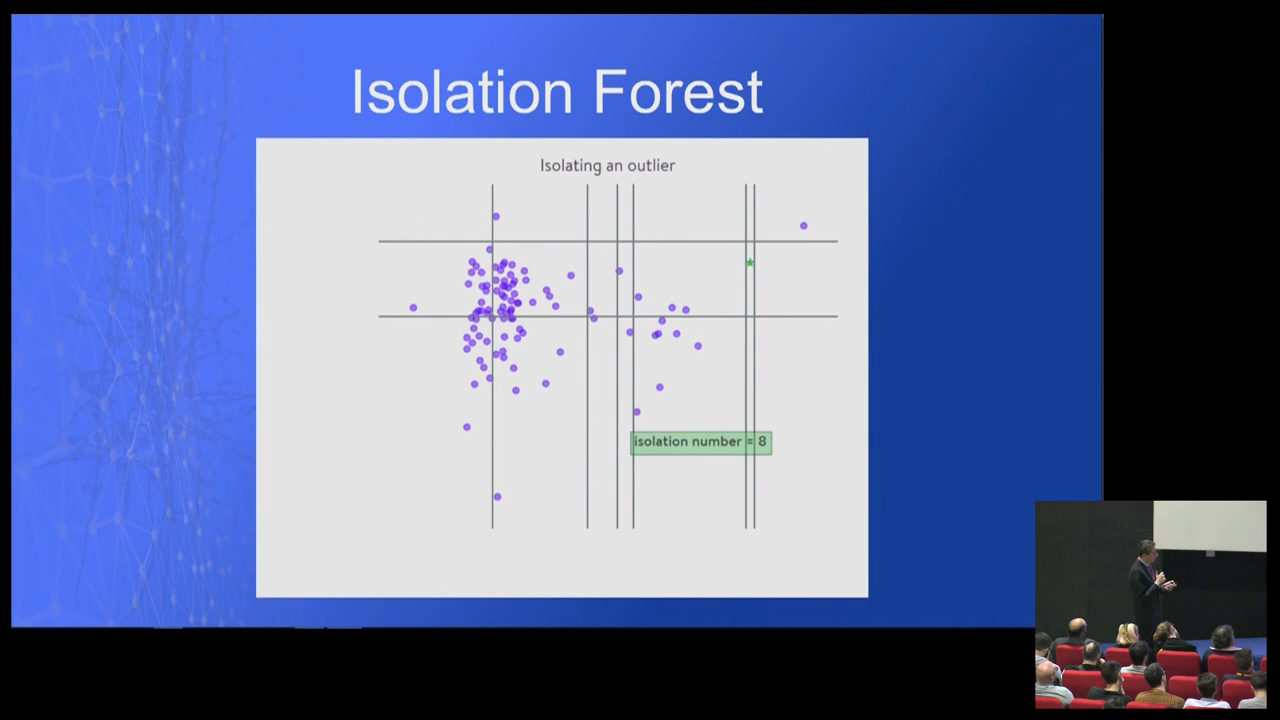 Isolation Forest
Isolating an outlier
isolation number = 8